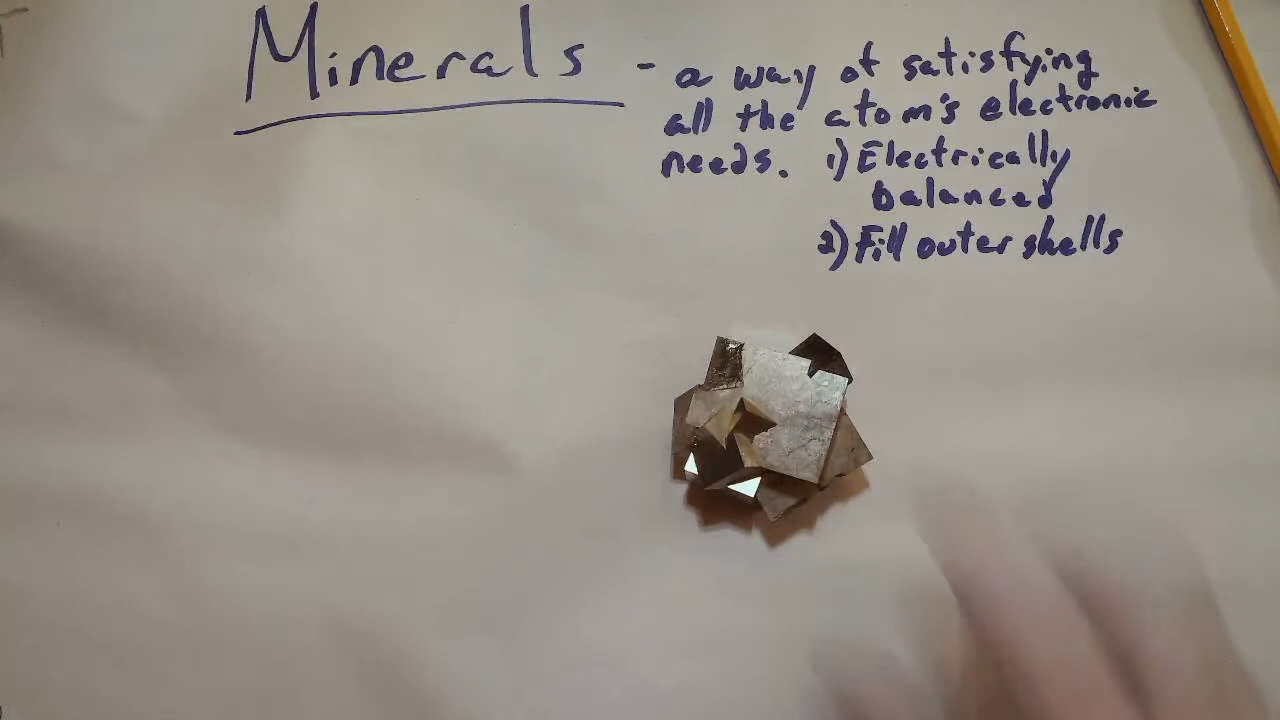 Minerals - a way of satisfying
all the atom's electronic
needs. 1) Electrically
balanced
2) Fill outer shells